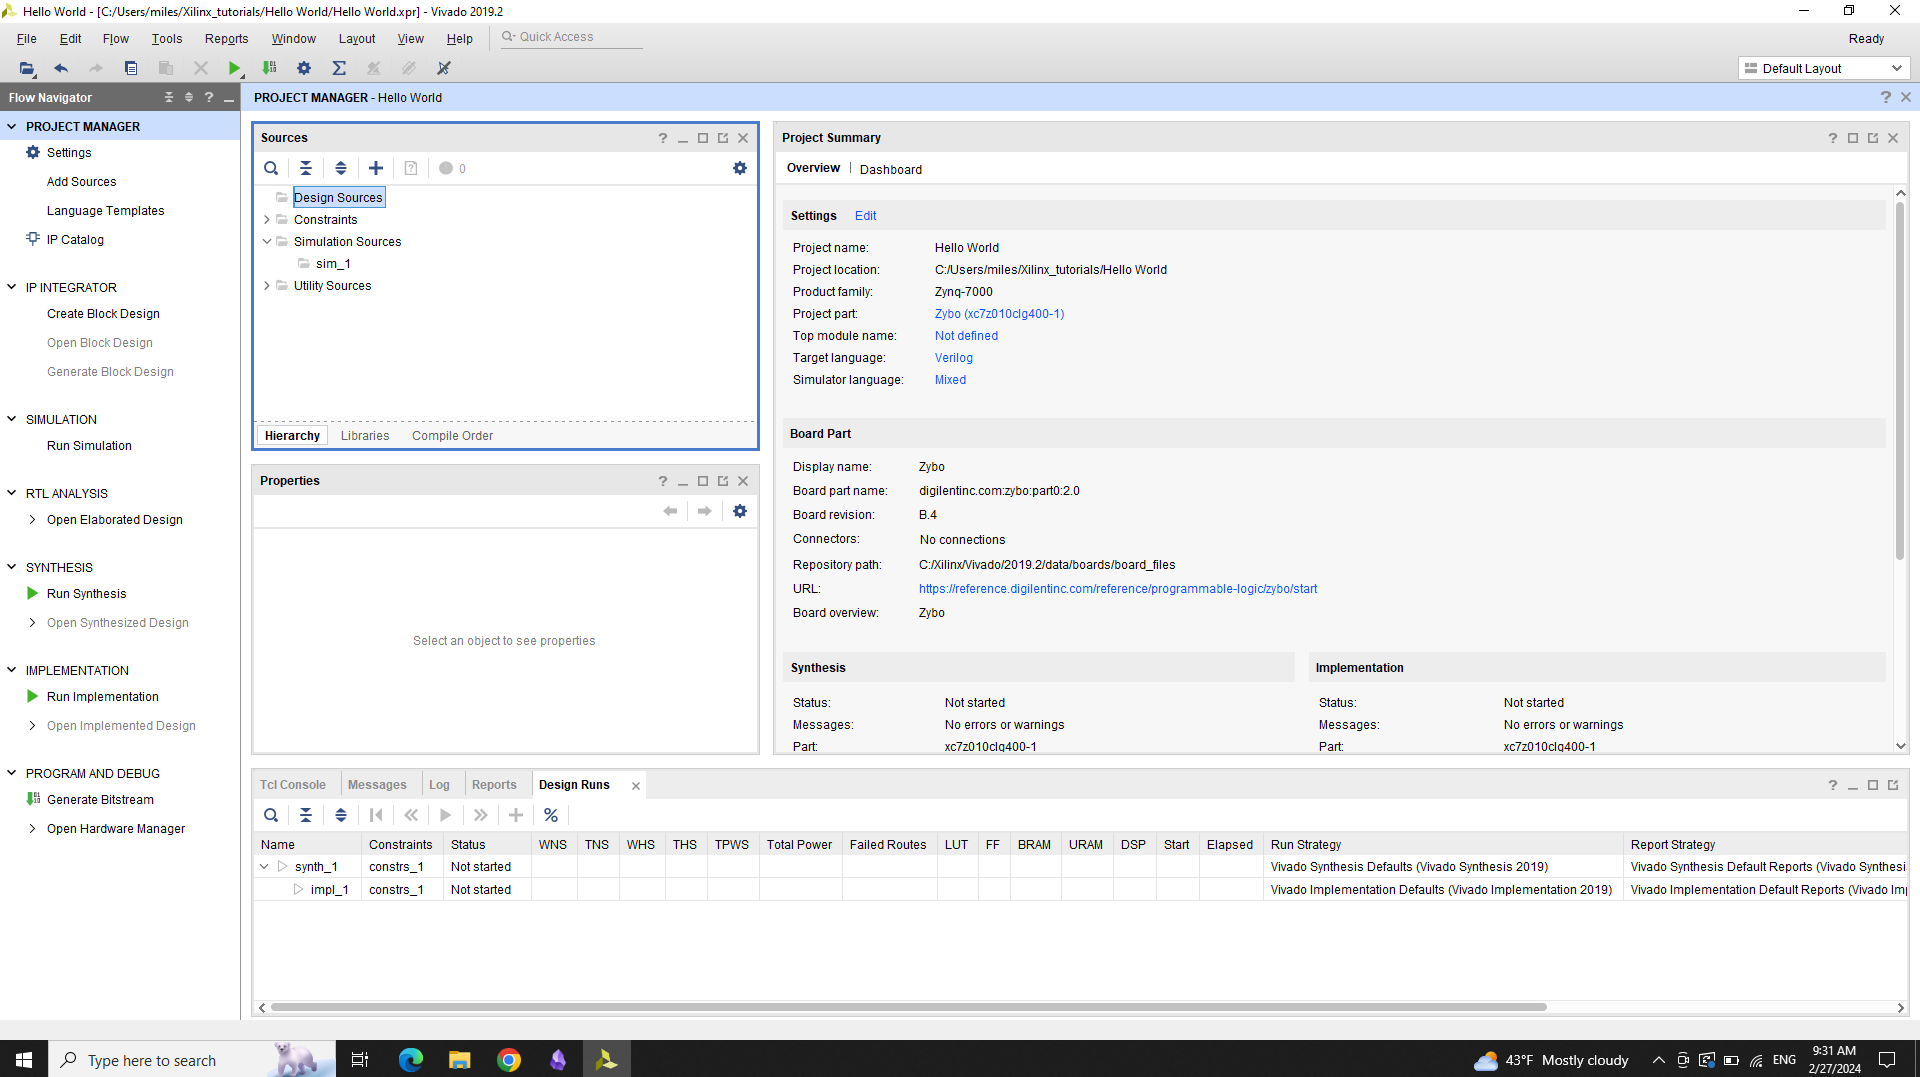 Hello World - [C:/Users/miles/Xilinx_tutorials/Hello World/Hello World.xpr] - Vivado 2019.2
File Edit Flow Tools Reports Window Layout View Help Quick Access Ready
Default Layout
Flow Navigator
PROJECT MANAGER - Hello World
PROJECT MANAGER
Settings
Add Sources
Language Templates
IP Catalog
IP INTEGRATOR
Create Block Design
Open Block Design
Generate Block Design
SIMULATION
Run Simulation
RTL ANALYSIS
Open Elaborated Design
SYNTHESIS
Run Synthesis
Open Synthesized Design
IMPLEMENTATION
Run Implementation
Open Implemented Design
PROGRAM AND DEBUG
Generate Bitstream
Open Hardware Manager
Sources
0
Design Sources
Constraints
Simulation Sources
sim_1
Utility Sources
Hierarchy Libraries Compile Order
Properties
Select an object to see properties
Project Summary
Overview | Dashboard
Settings Edit
Project name: Hello World
Project location: C:/Users/miles/Xilinx_tutorials/Hello World
Product family: Zynq-7000
Project part: Zybo (xc7z010clg400-1)
Top module name: Not defined
Target language: Verilog
Simulator language: Mixed
Board Part
Display name: Zybo
Board part name: digilentinc.com:zybo:part0:2.0
Board revision: B.4
Connectors: No connections
Repository path: C:/Xilinx/Vivado/2019.2/data/boards/board_files
URL: https://reference.digilentinc.com/reference/programmable-logic/zybo/start
Board overview: Zybo
Synthesis Implementation
Status: Not started Status: Not started
Messages: No errors or warnings Messages: No errors or warnings
Part: xc7z010clg400-1 Part: xc7z010clg400-1
Tcl Console Messages Log Reports Design Runs
Name Constraints Status WNS TNS WHS THS TPWS Total Power Failed Routes LUT FF BRAM URAM DSP Start Elapsed Run Strategy Report Strategy
synth_1 constrs_1 Not started Vivado Synthesis Defaults (Vivado Synthesis 2019) Vivado Synthesis Default Reports (Vivado Synthesi
impl_1 constrs_1 Not started Vivado Implementation Defaults (Vivado Implementation 2019) Vivado Implementation Default Reports (Vivado Im
Type here to search
43°F Mostly cloudy ENG
9:31 AM
2/27/2024